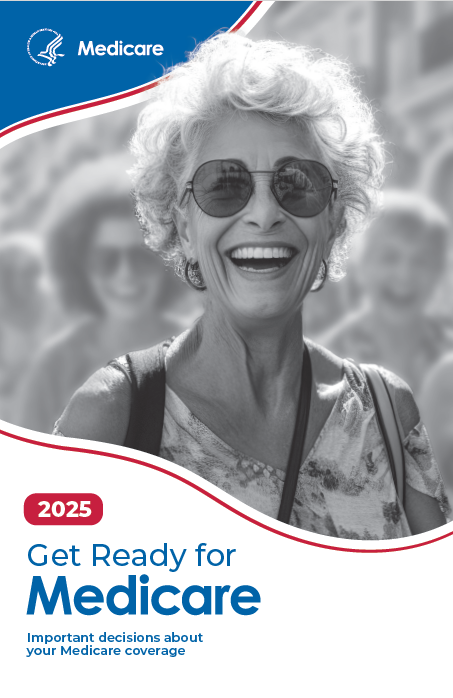 Medicare
2025
Get Ready for
Medicare
Important decisions about
your Medicare coverage